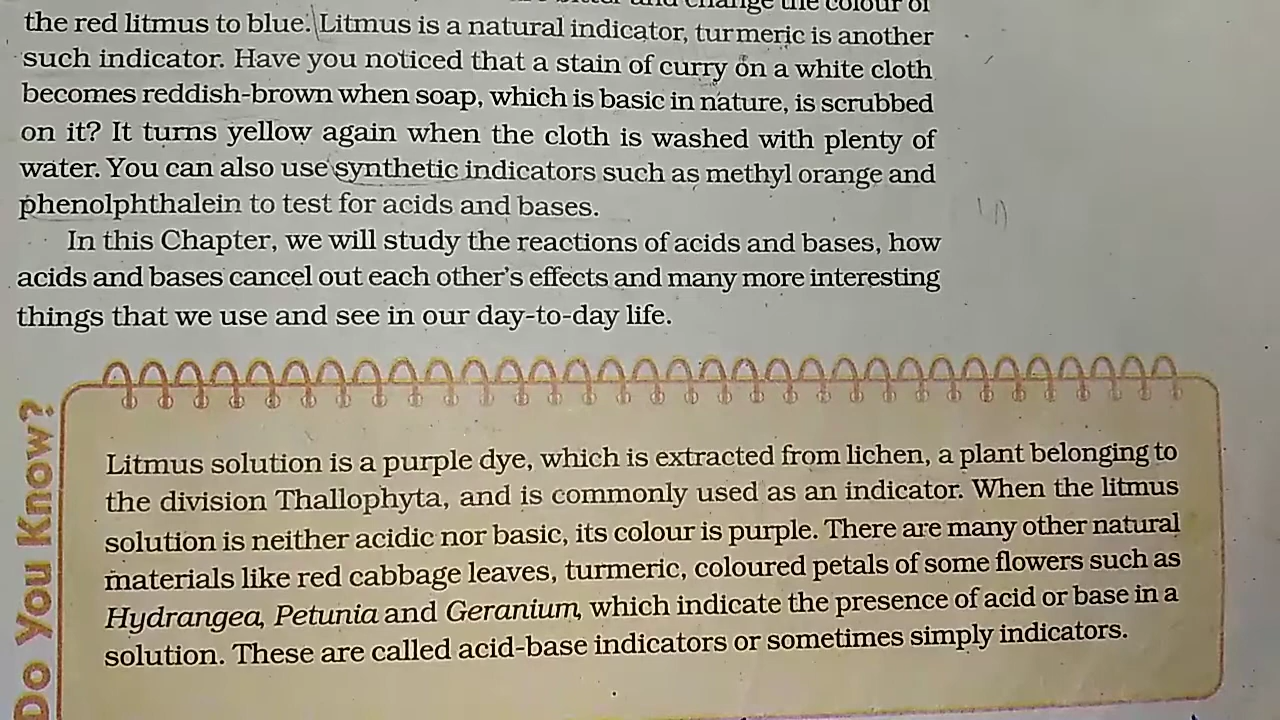 change the colour of
the red litmus to blue. Litmus is a natural indicator, turmeric is another
such indicator. Have you noticed that a stain of curry on a white cloth
becomes reddish-brown when soap, which is basic in nature, is scrubbed
on it? It turns yellow again when the cloth is washed with plenty of
water. You can also use synthetic indicators such as methyl orange and
phenolphthalein to test for acids and bases.
In this Chapter, we will study the reactions of acids and bases, how
acids and bases cancel out each other's effects and many more interesting
things that we use and see in our day-to-day life.
Do You Know?
Litmus solution is a purple dye, which is extracted from lichen, a plant belonging to
the division Thallophyta, and is commonly used as an indicator. When the litmus
solution is neither acidic nor basic, its colour is purple. There are many other natural
materials like red cabbage leaves, turmeric, coloured petals of some flowers such as
Hydrangea, Petunia and Geranium, which indicate the presence of acid or base in a
solution. These are called acid-base indicators or sometimes simply indicators.